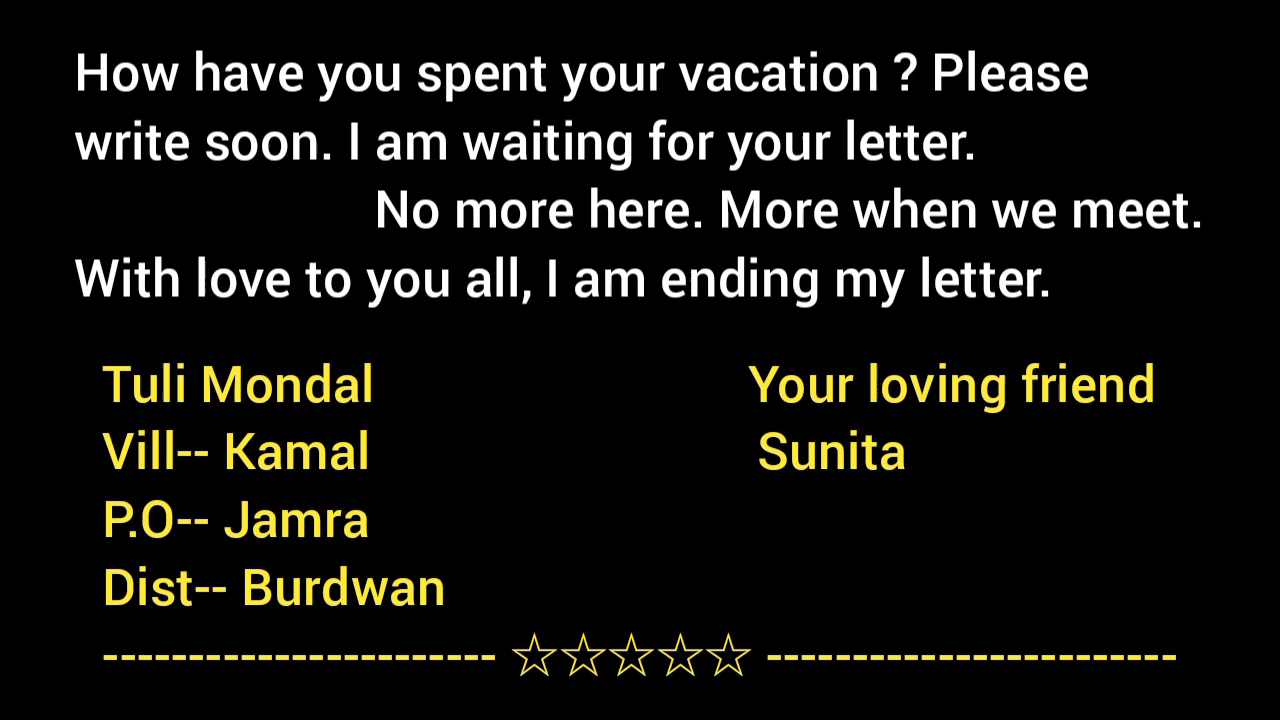 How have you spent your vacation ? Please
write soon. I am waiting for your letter.
No more here. More when we meet.
With love to you all, I am ending my letter.
Tuli Mondal
Vill-- Kamal
P.O-- Jamra
Dist-- Burdwan
Your loving friend
Sunita
----------------------- ☆☆☆☆☆ ------------------------